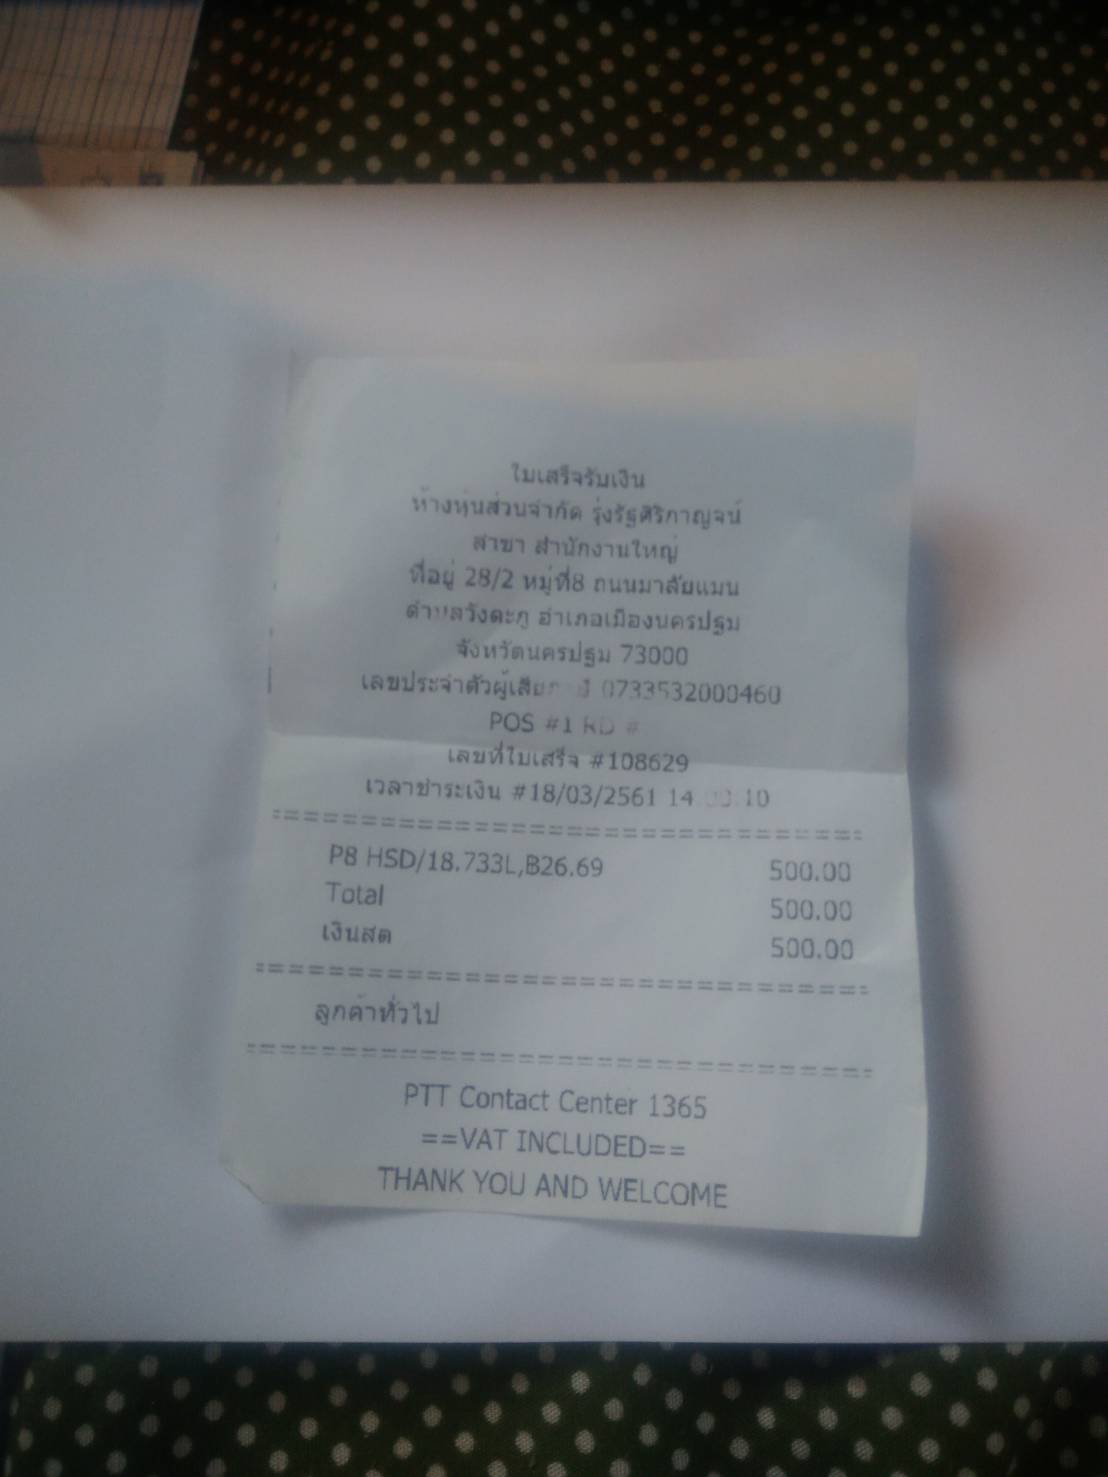 ใบเสร็จรับเงิน
ห้างหุ้นส่วนจำกัด รุ่งรัฐศิริกาญจน์
สาขา สำนักงานใหญ่
ที่อยู่ 28/2 หมู่ที่8 ถนนมาลัยแมน
ตำบลวังตะกู อำเภอเมืองนครปฐม
จังหวัดนครปฐม 73000
เลขประจำตัวผู้เสีย 0733532000460
POS #1 RD #
เลขที่ใบเสร็จ #108629
เวลาชำระเงิน #18/03/2561 14 10
P8 HSD/18.733L,B26.69 500.00
Total 500.00
เงินสด 500.00
ลูกค้าทั่วไป
PTT Contact Center 1365
==VAT INCLUDED==
THANK YOU AND WELCOME